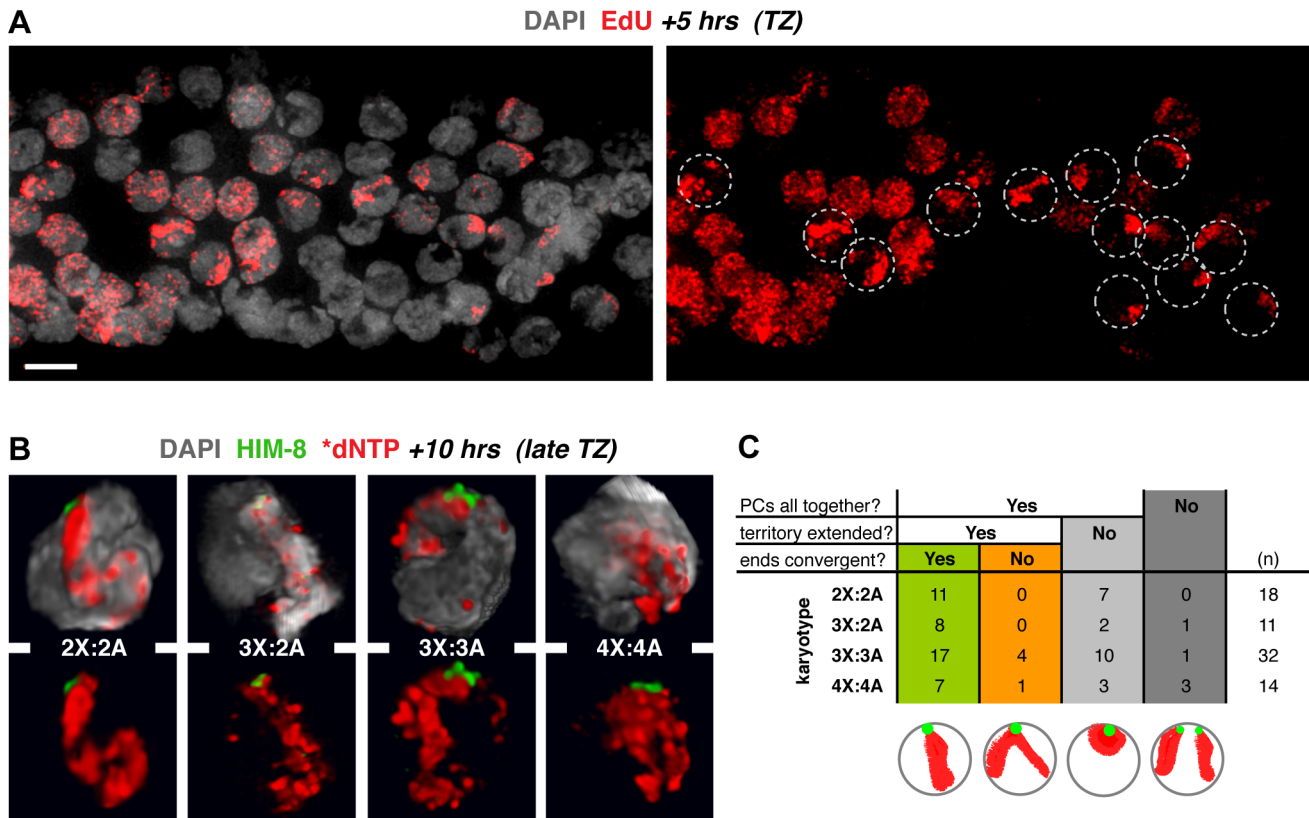 A
DAPI EdU +5 hrs (TZ)
B
DAPI HIM-8 *dNTP +10 hrs (late TZ)
2X:2A 3X:2A 3X:3A 4X:4A
C
PCs all together? Yes No
territory extended? Yes No
ends convergent? Yes No (n)
karyotype
2X:2A 11 0 7 0 18
3X:2A 8 0 2 1 11
3X:3A 17 4 10 1 32
4X:4A 7 1 3 3 14